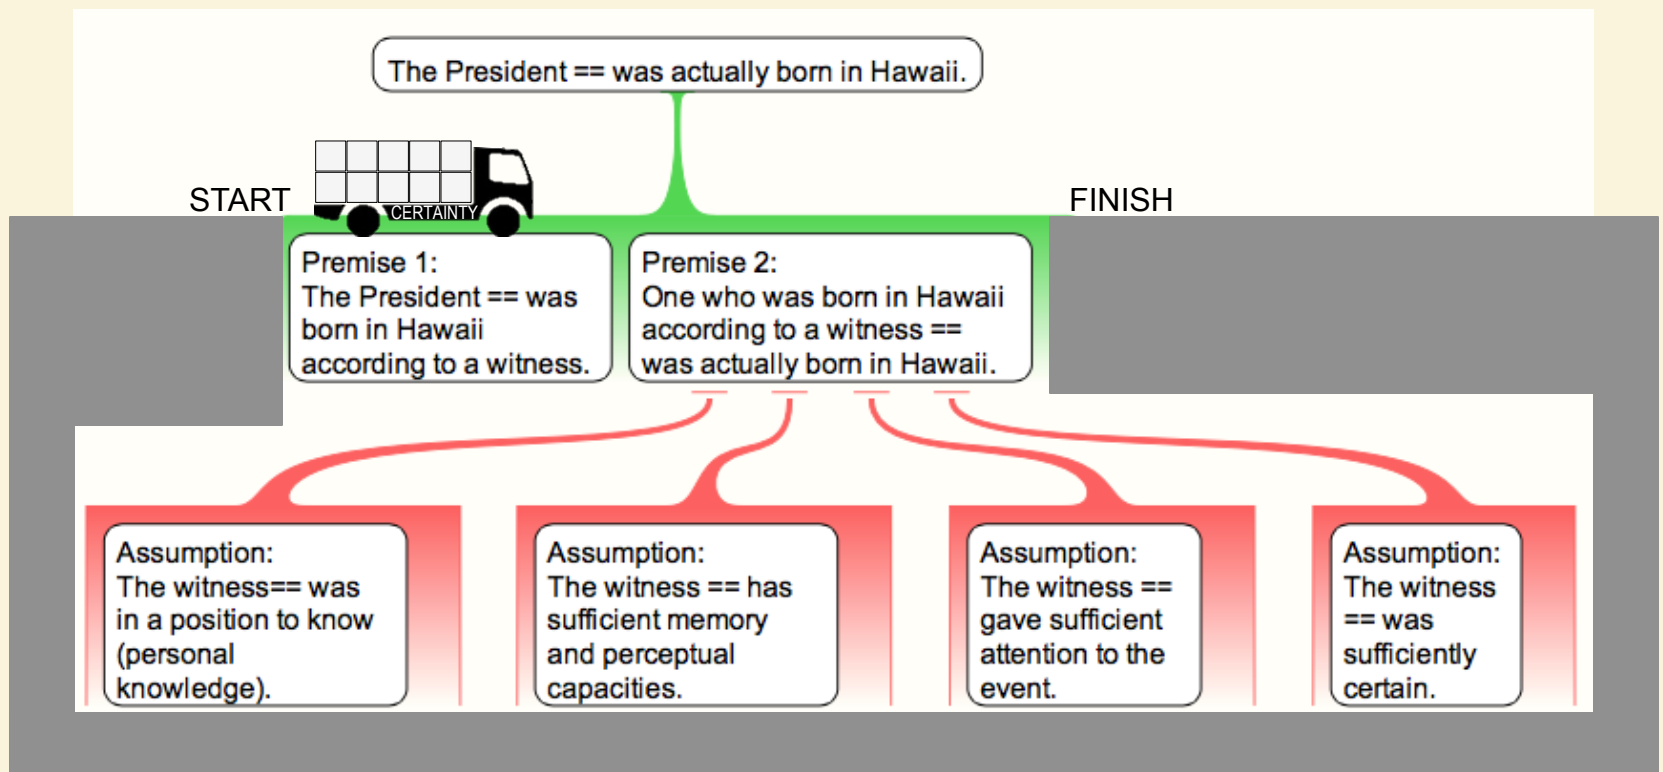 The President == was actually born in Hawaii.
START
CERTAINTY
FINISH
Premise 1:
The President == was
born in Hawaii
according to a witness.
Premise 2:
One who was born in Hawaii
according to a witness ==
was actually born in Hawaii.
Assumption:
The witness== was
in a position to know
(personal
knowledge).
Assumption:
The witness == has
sufficient memory
and perceptual
capacities.
Assumption:
The witness ==
gave sufficient
attention to the
event.
Assumption:
The witness
== was
sufficiently
certain.